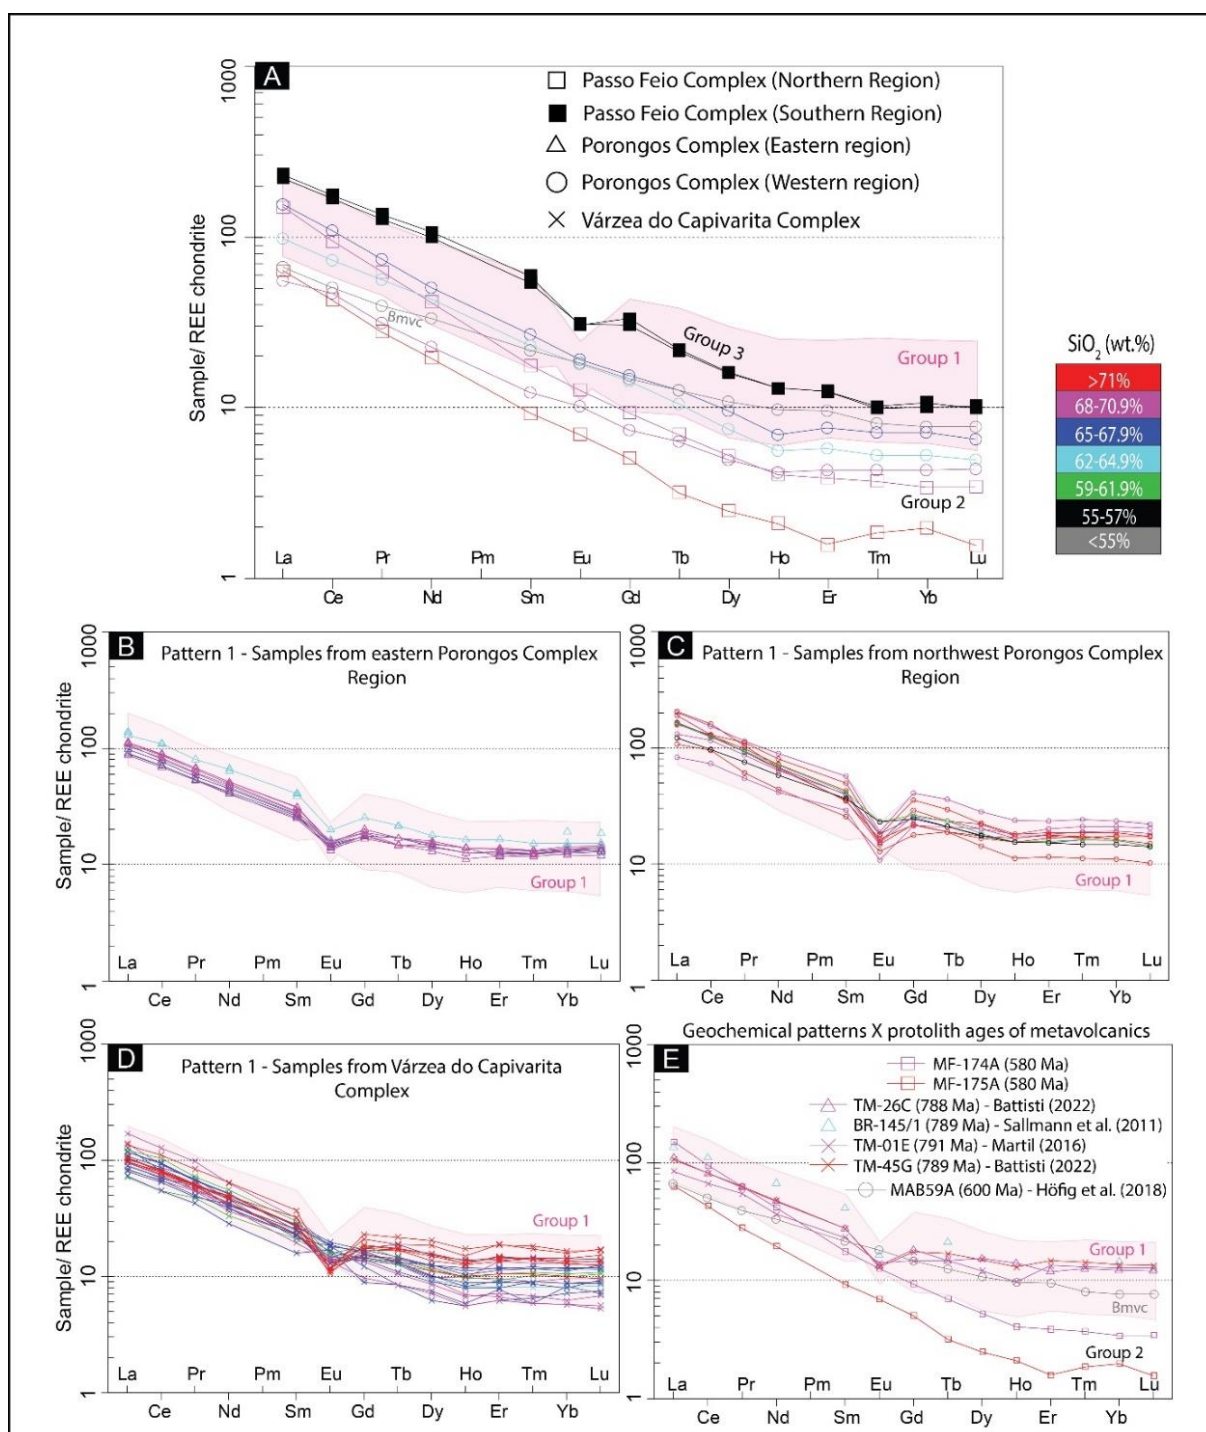 A
1000
100
10
1
Sample/ REE chondrite
Passo Feio Complex (Northern Region)
Passo Feio Complex (Southern Region)
Porongos Complex (Eastern region)
Porongos Complex (Western region)
Várzea do Capivarita Complex
Bmvc
Group 3
Group 1
Group 2
La Pr Pm Eu Tb Ho Tm Lu
Ce Nd Sm Gd Dy Er Yb
SiO2 (wt.%)
>71%
68-70.9%
65-67.9%
62-64.9%
59-61.9%
55-57%
<55%
B
Pattern 1 - Samples from eastern Porongos Complex
Region
1000
100
10
1
Sample/ REE chondrite
Group 1
La Pr Pm Eu Tb Ho Tm Lu
Ce Nd Sm Gd Dy Er Yb
C
Pattern 1 - Samples from northwest Porongos Complex
Region
1000
100
10
1
Group 1
La Pr Pm Eu Tb Ho Tm Lu
Ce Nd Sm Gd Dy Er Yb
D
Pattern 1 - Samples from Várzea do Capivarita
Complex
1000
100
10
1
Sample/ REE chondrite
Group 1
La Pr Pm Eu Tb Ho Tm Lu
Ce Nd Sm Gd Dy Er Yb
Geochemical patterns X protolith ages of metavolcanics
E
1000
100
10
1
MF-174A (580 Ma)
MF-175A (580 Ma)
TM-26C (788 Ma) - Battisti (2022)
BR-145/1 (789 Ma) - Sallmann et al. (2011)
TM-01E (791 Ma) - Martil (2016)
TM-45G (789 Ma) - Battisti (2022)
MAB59A (600 Ma) - Höfig et al. (2018)
Group 1
Bmvc
Group 2
La Pr Pm Eu Tb Ho Tm Lu
Ce Nd Sm Gd Dy Er Yb